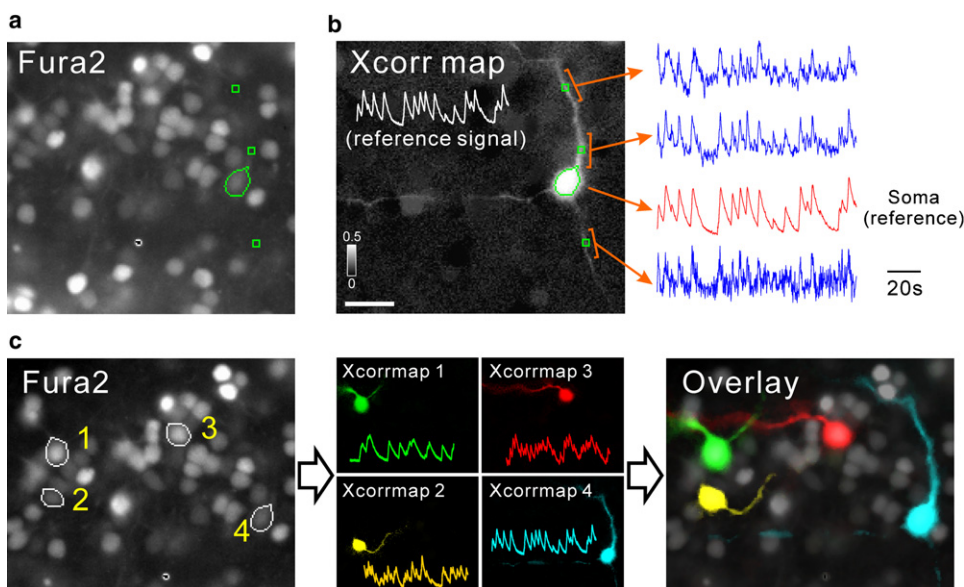 a
Fura2
b
Xcorr map
(reference signal)
0.5
0
Soma
(reference)
20s
c
Fura2
1
2
3
4
Xcorrmap 1
Xcorrmap 3
Xcorrmap 2
Xcorrmap 4
Overlay